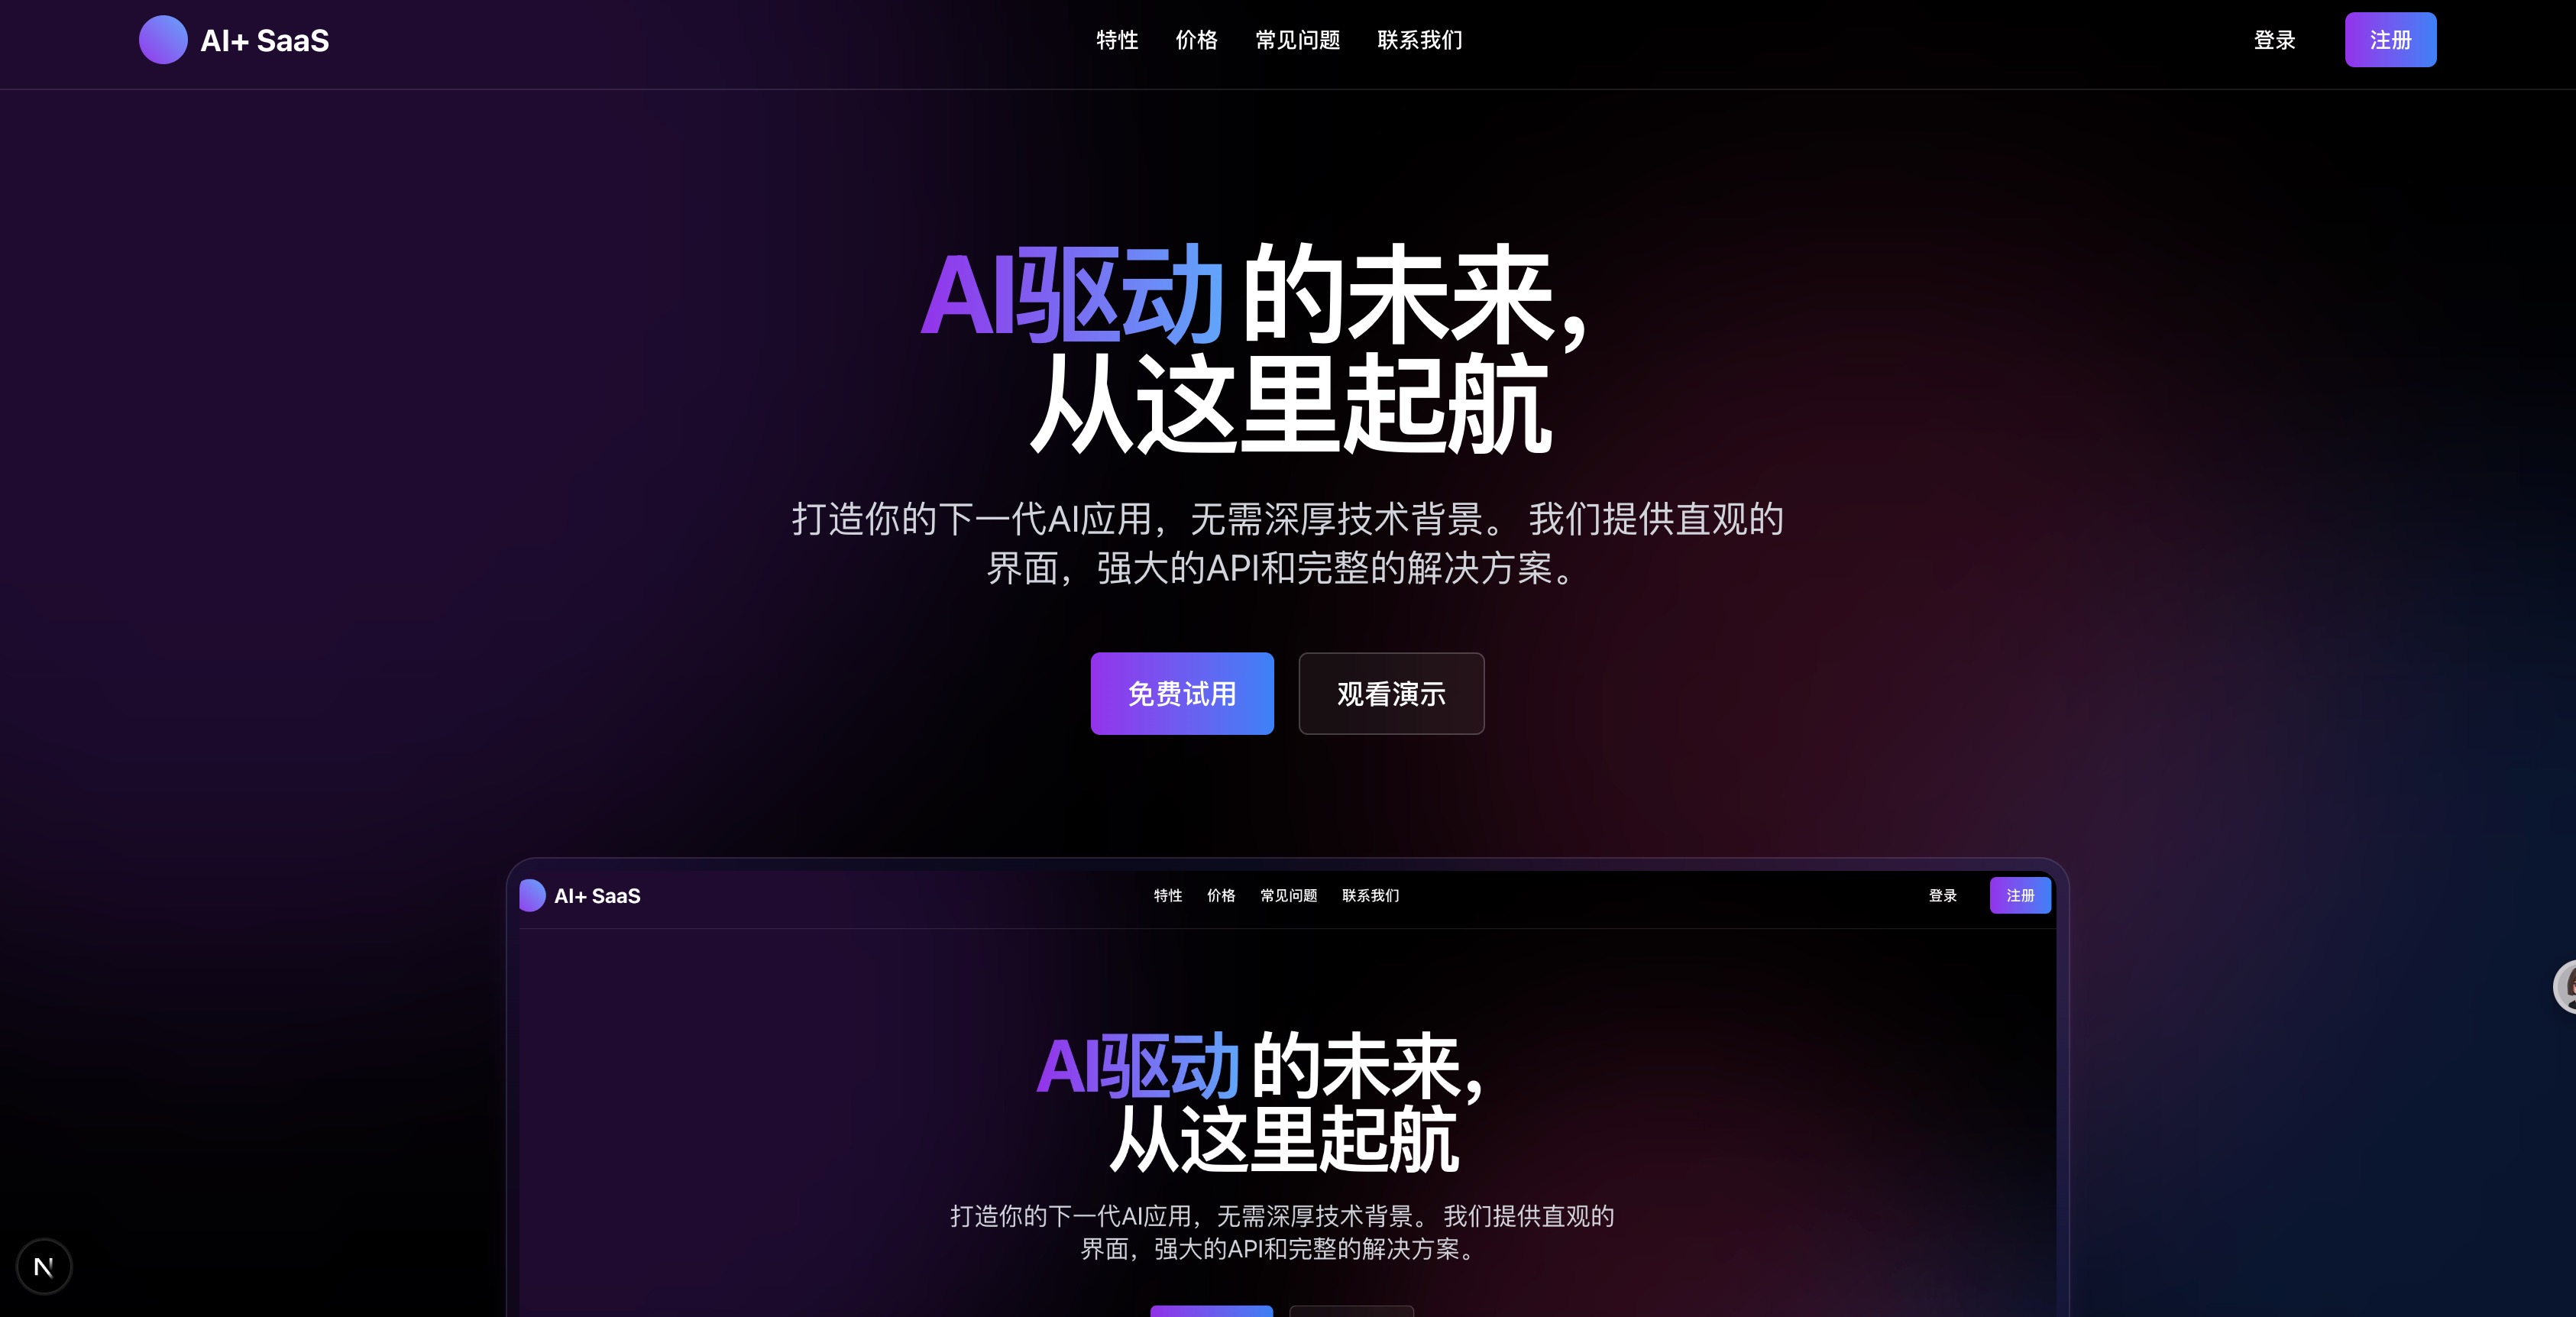 AI+ SaaS
特性 价格 常见问题 联系我们
登录 注册
AI驱动 的未来,
从这里起航
打造你的下一代AI应用，无需深厚技术背景。 我们提供直观的
界面，强大的API和完整的解决方案。
免费试用 观看演示
AI+ SaaS
特性 价格 常见问题 联系我们
登录 注册
AI驱动 的未来,
从这里起航
打造你的下一代AI应用，无需深厚技术背景。 我们提供直观的
界面，强大的API和完整的解决方案。
N